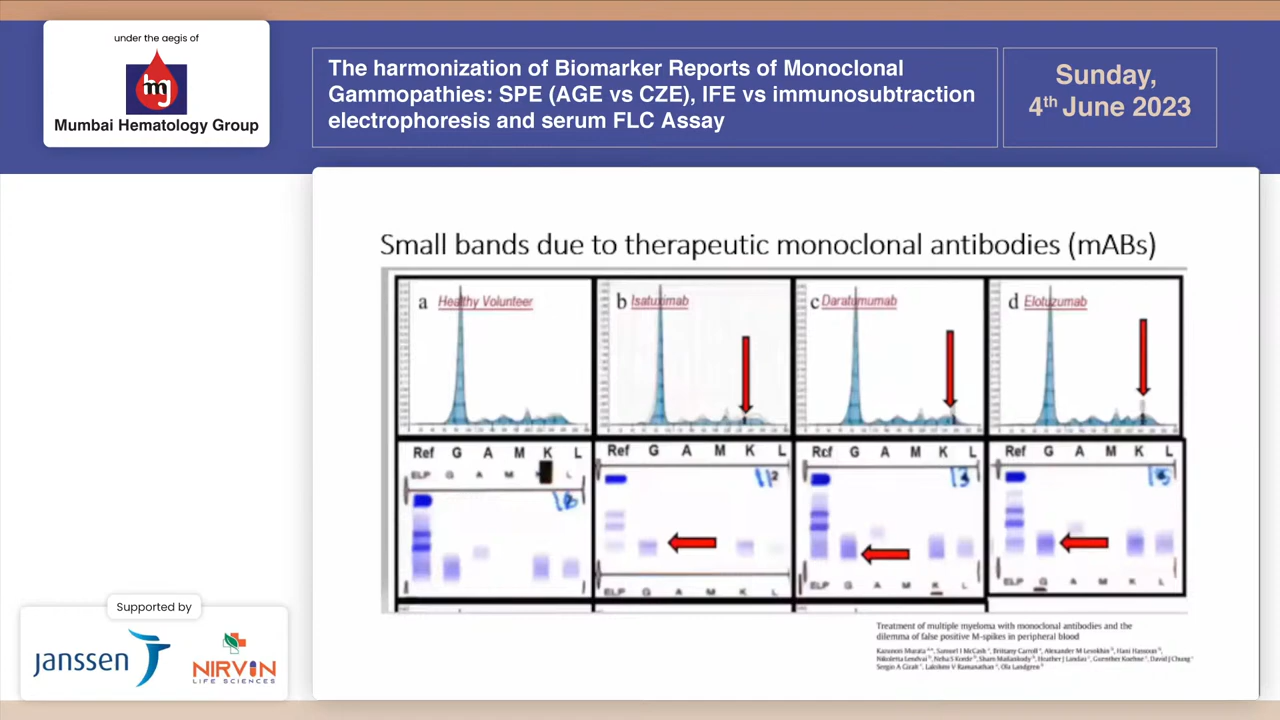 under the aegis of
hg
Mumbai Hematology Group
The harmonization of Biomarker Reports of Monoclonal
Gammopathies: SPE (AGE vs CZE), IFE vs immunosubtraction
electrophoresis and serum FLC Assay
Sunday,
4th June 2023
Small bands due to therapeutic monoclonal antibodies (mABs)
a Healthy Volunteer
b Isatuximab
c Daratumumab
d Elotuzumab
Ref G A M K L
ELP G A M L
Ref G A M K L
Ref G A M K L
Ref G A M K L
ELP G A M K L
ELP G A M K L
ELP G A M K L
Treatment of multiple myeloma with monoclonal antibodies and the
dilemma of false positive M-spikes in peripheral blood
Supported by
janssen
NIRVIN
LIFE SCIENCES